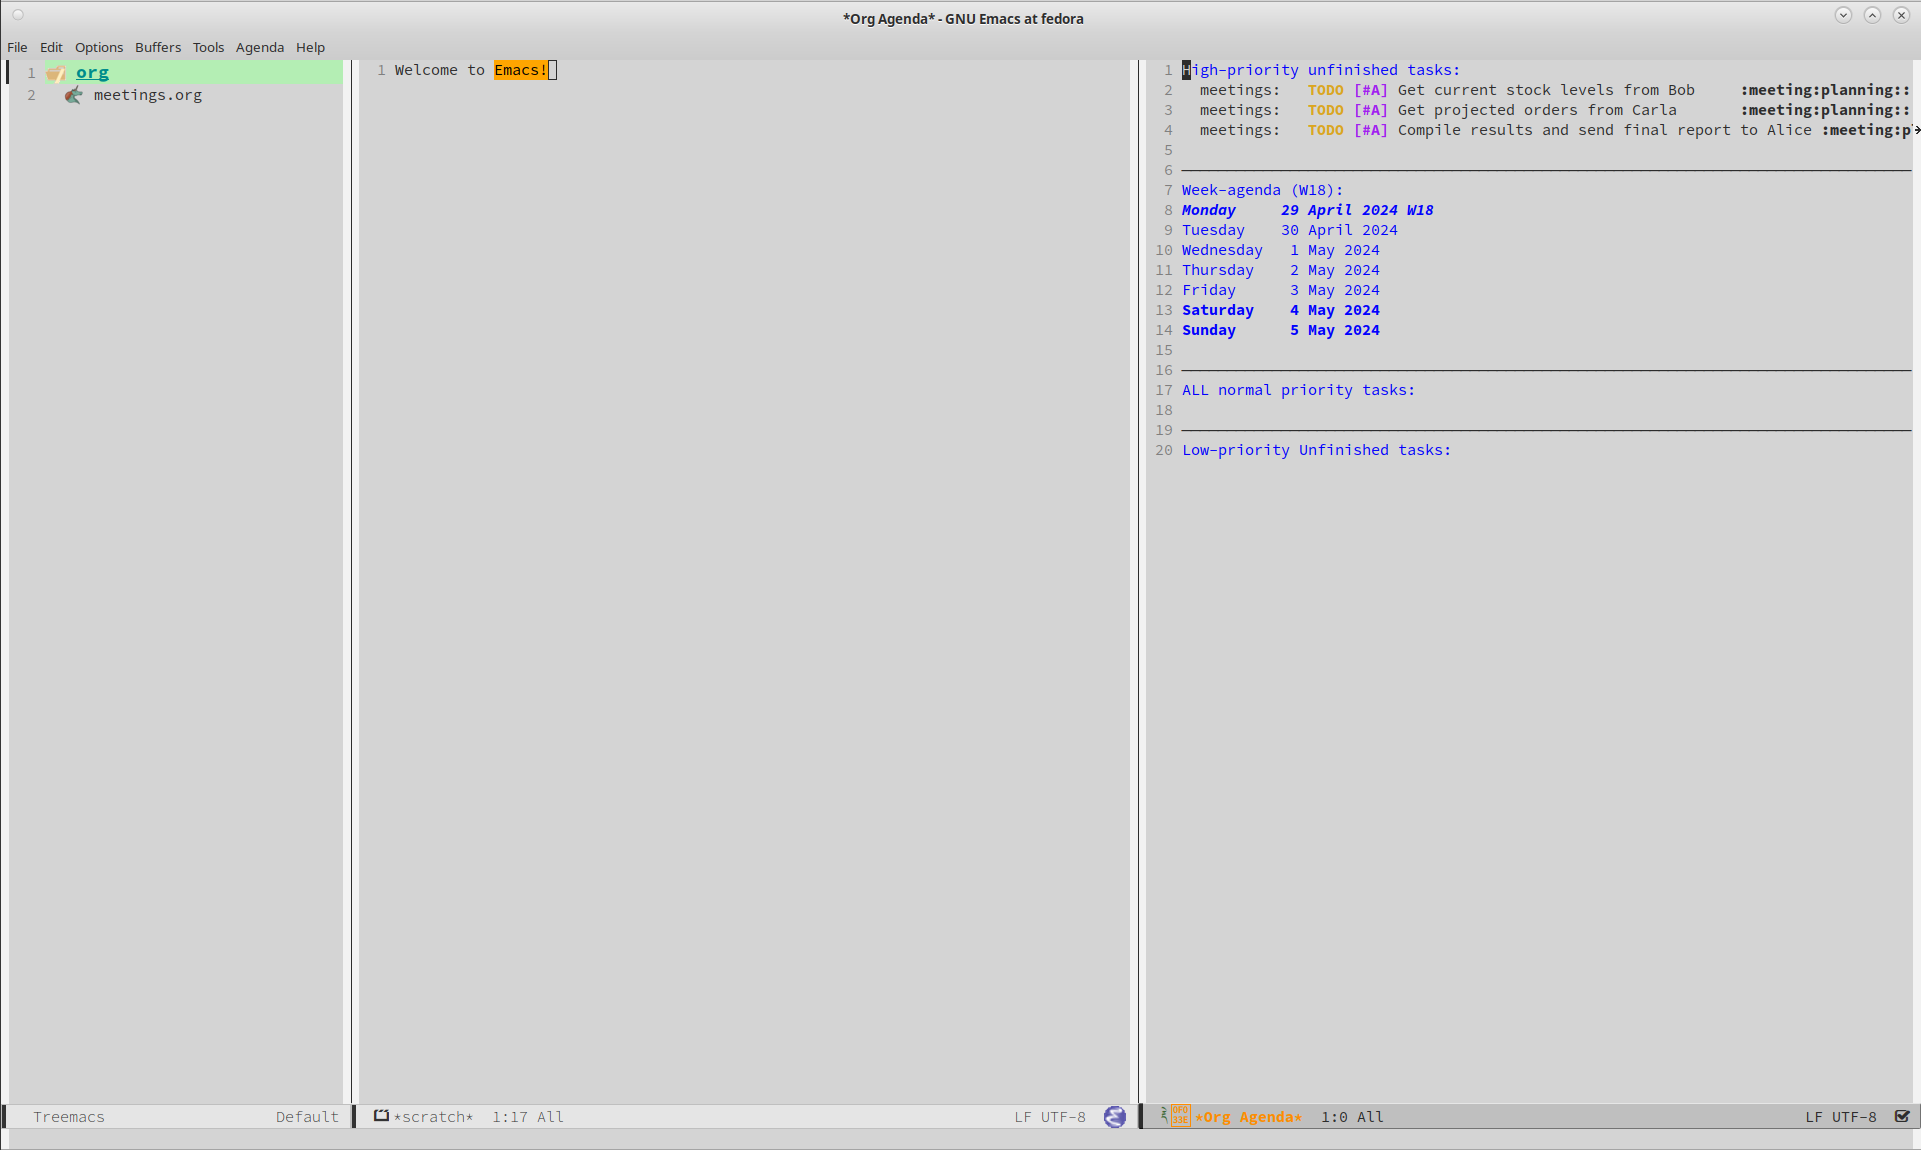 *Org Agenda* - GNU Emacs at fedora
File Edit Options Buffers Tools Agenda Help
1 org
2 meetings.org
1 Welcome to Emacs!
1 High-priority unfinished tasks:
2 meetings: TODO [#A] Get current stock levels from Bob :meeting:planning::
3 meetings: TODO [#A] Get projected orders from Carla :meeting:planning::
4 meetings: TODO [#A] Compile results and send final report to Alice :meeting:p
5
6
7 Week-agenda (W18):
8 Monday 29 April 2024 W18
9 Tuesday 30 April 2024
10 Wednesday 1 May 2024
11 Thursday 2 May 2024
12 Friday 3 May 2024
13 Saturday 4 May 2024
14 Sunday 5 May 2024
15
16
17 ALL normal priority tasks:
18
19
20 Low-priority Unfinished tasks:
Treemacs Default
*scratch* 1:17 All LF UTF-8
*Org Agenda* 1:0 All LF UTF-8